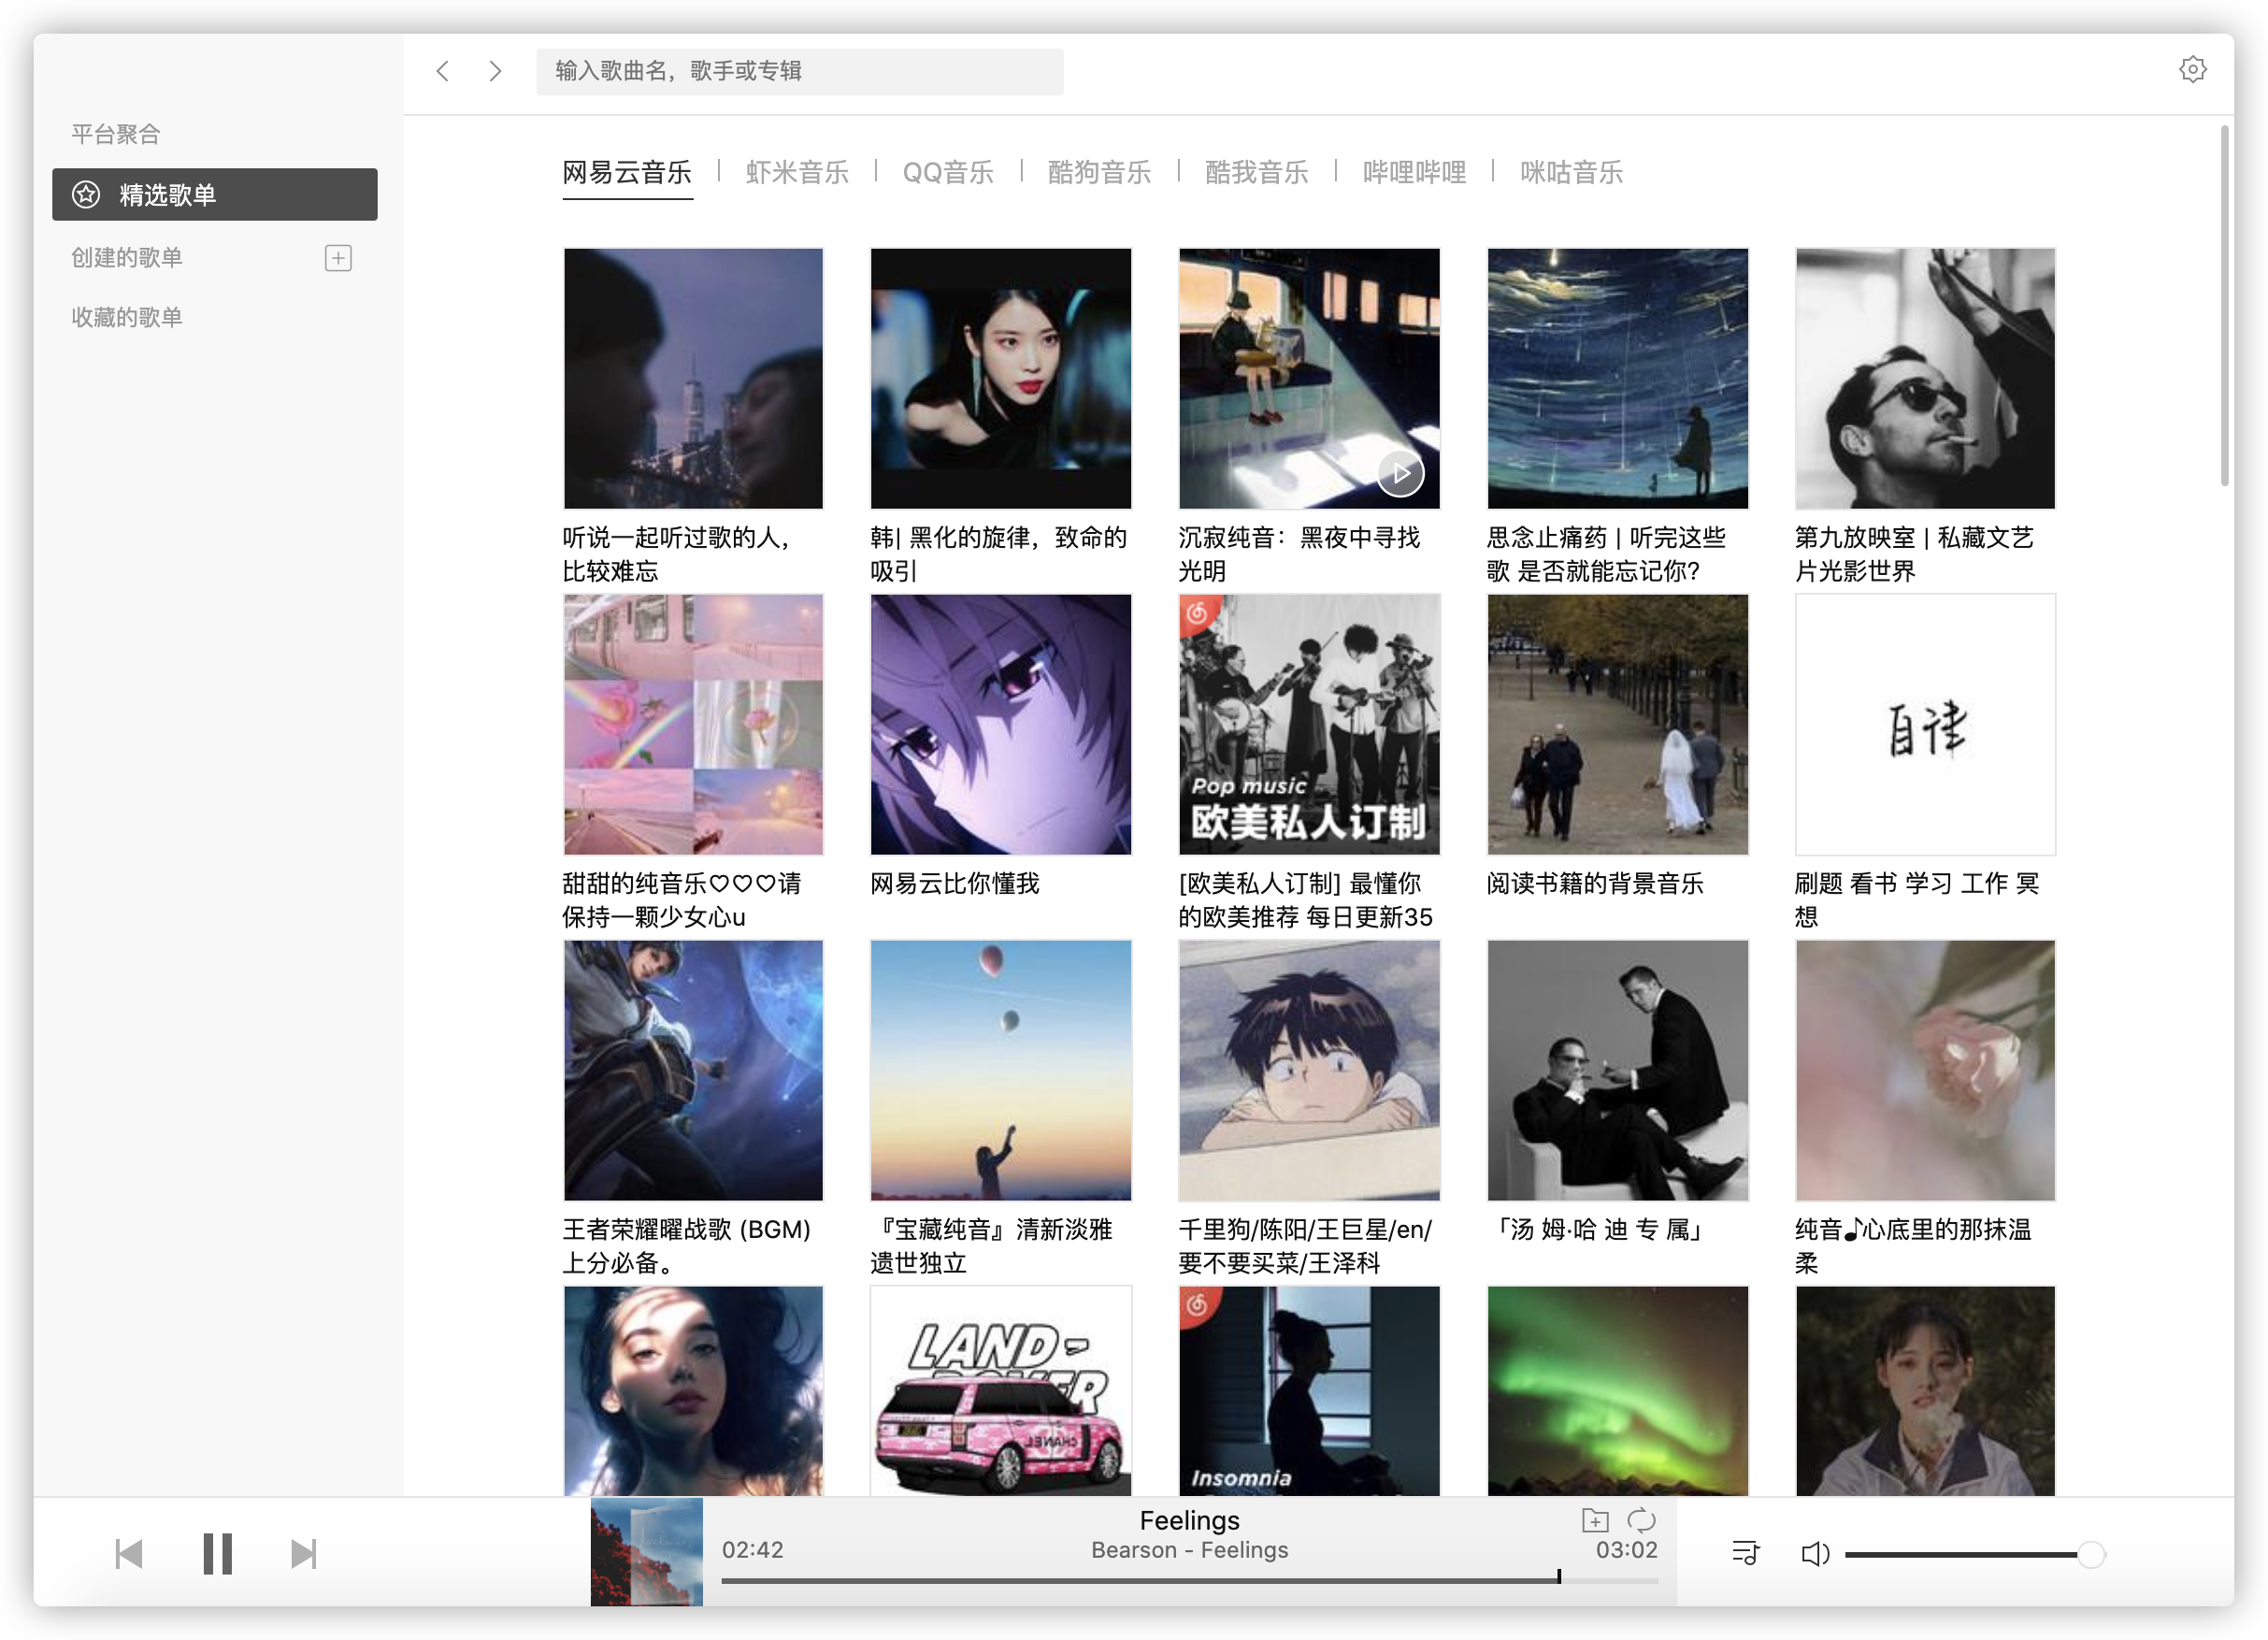 输入歌曲名，歌手或专辑
平台聚合
精选歌单
创建的歌单
收藏的歌单
网易云音乐 | 虾米音乐 | QQ音乐 | 酷狗音乐 | 酷我音乐 | 哔哩哔哩 | 咪咕音乐
听说一起听过歌的人，
比较难忘
韩| 黑化的旋律，致命的
吸引
沉寂纯音：黑夜中寻找
光明
思念止痛药 | 听完这些
歌 是否就能忘记你?
第九放映室 | 私藏文艺
片光影世界
Pop music
欧美私人订制
自律
甜甜的纯音乐♡♡♡请
保持一颗少女心u
网易云比你懂我
[欧美私人订制] 最懂你
的欧美推荐 每日更新35
阅读书籍的背景音乐
刷题 看书 学习 工作 冥
想
王者荣耀曜战歌 (BGM)
上分必备。
『宝藏纯音』清新淡雅
遗世独立
千里狗/陈阳/王巨星/en/
要不要买菜/王泽科
「汤 姆·哈 迪 专 属」
纯音♪心底里的那抹温
柔
LAND-
ROVER
CHANEL
Insomnia
Feelings
02:42
Bearson - Feelings
03:02